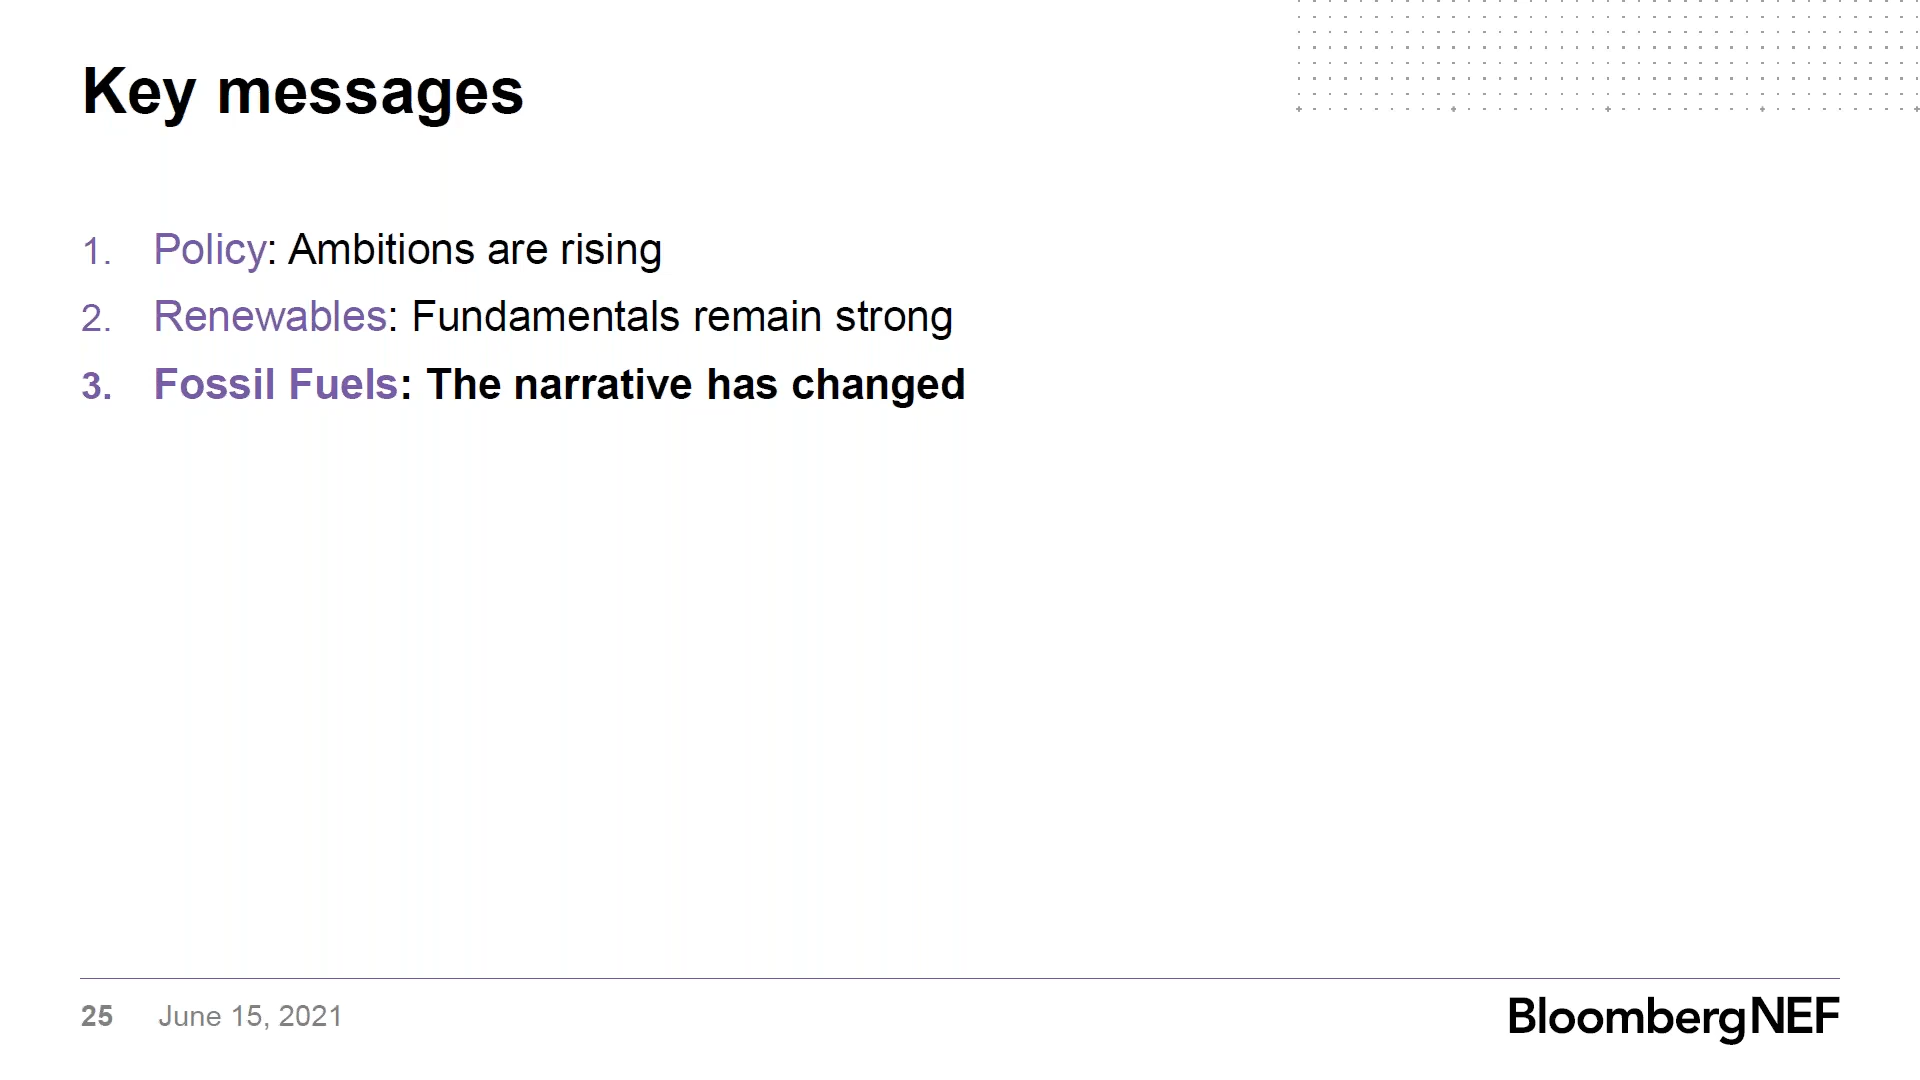 Key messages
1. Policy: Ambitions are rising
2. Renewables: Fundamentals remain strong
3. Fossil Fuels: The narrative has changed
25 June 15, 2021
BloombergNEF